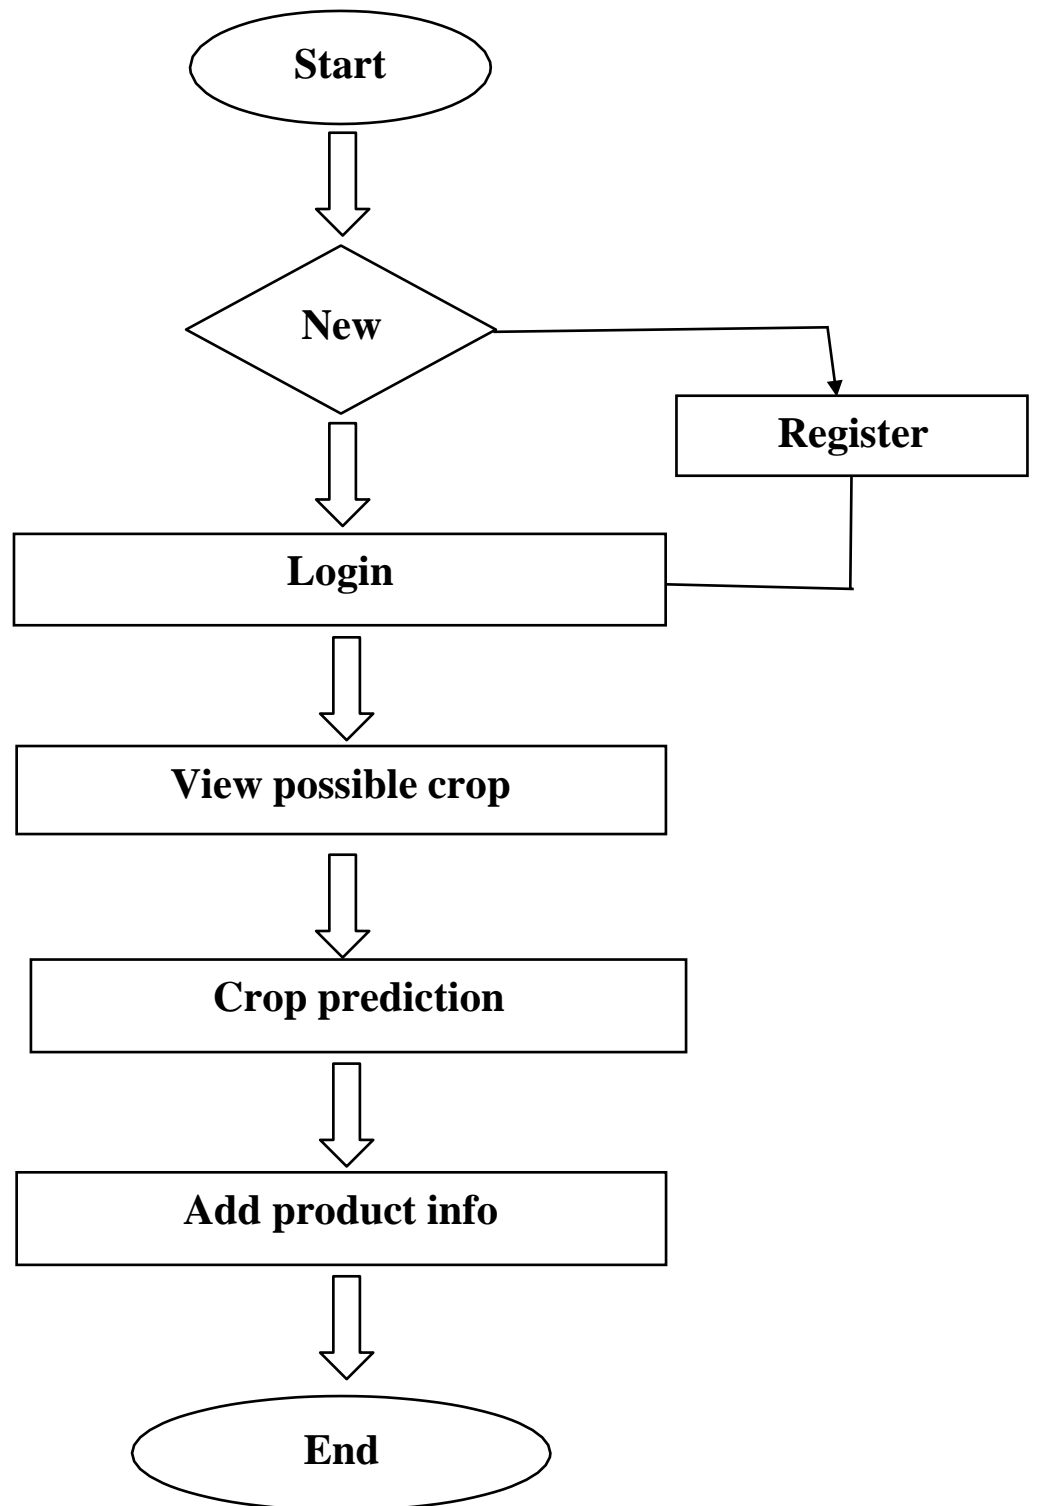 Start
New
Register
Login
View possible crop
Crop prediction
Add product info
End